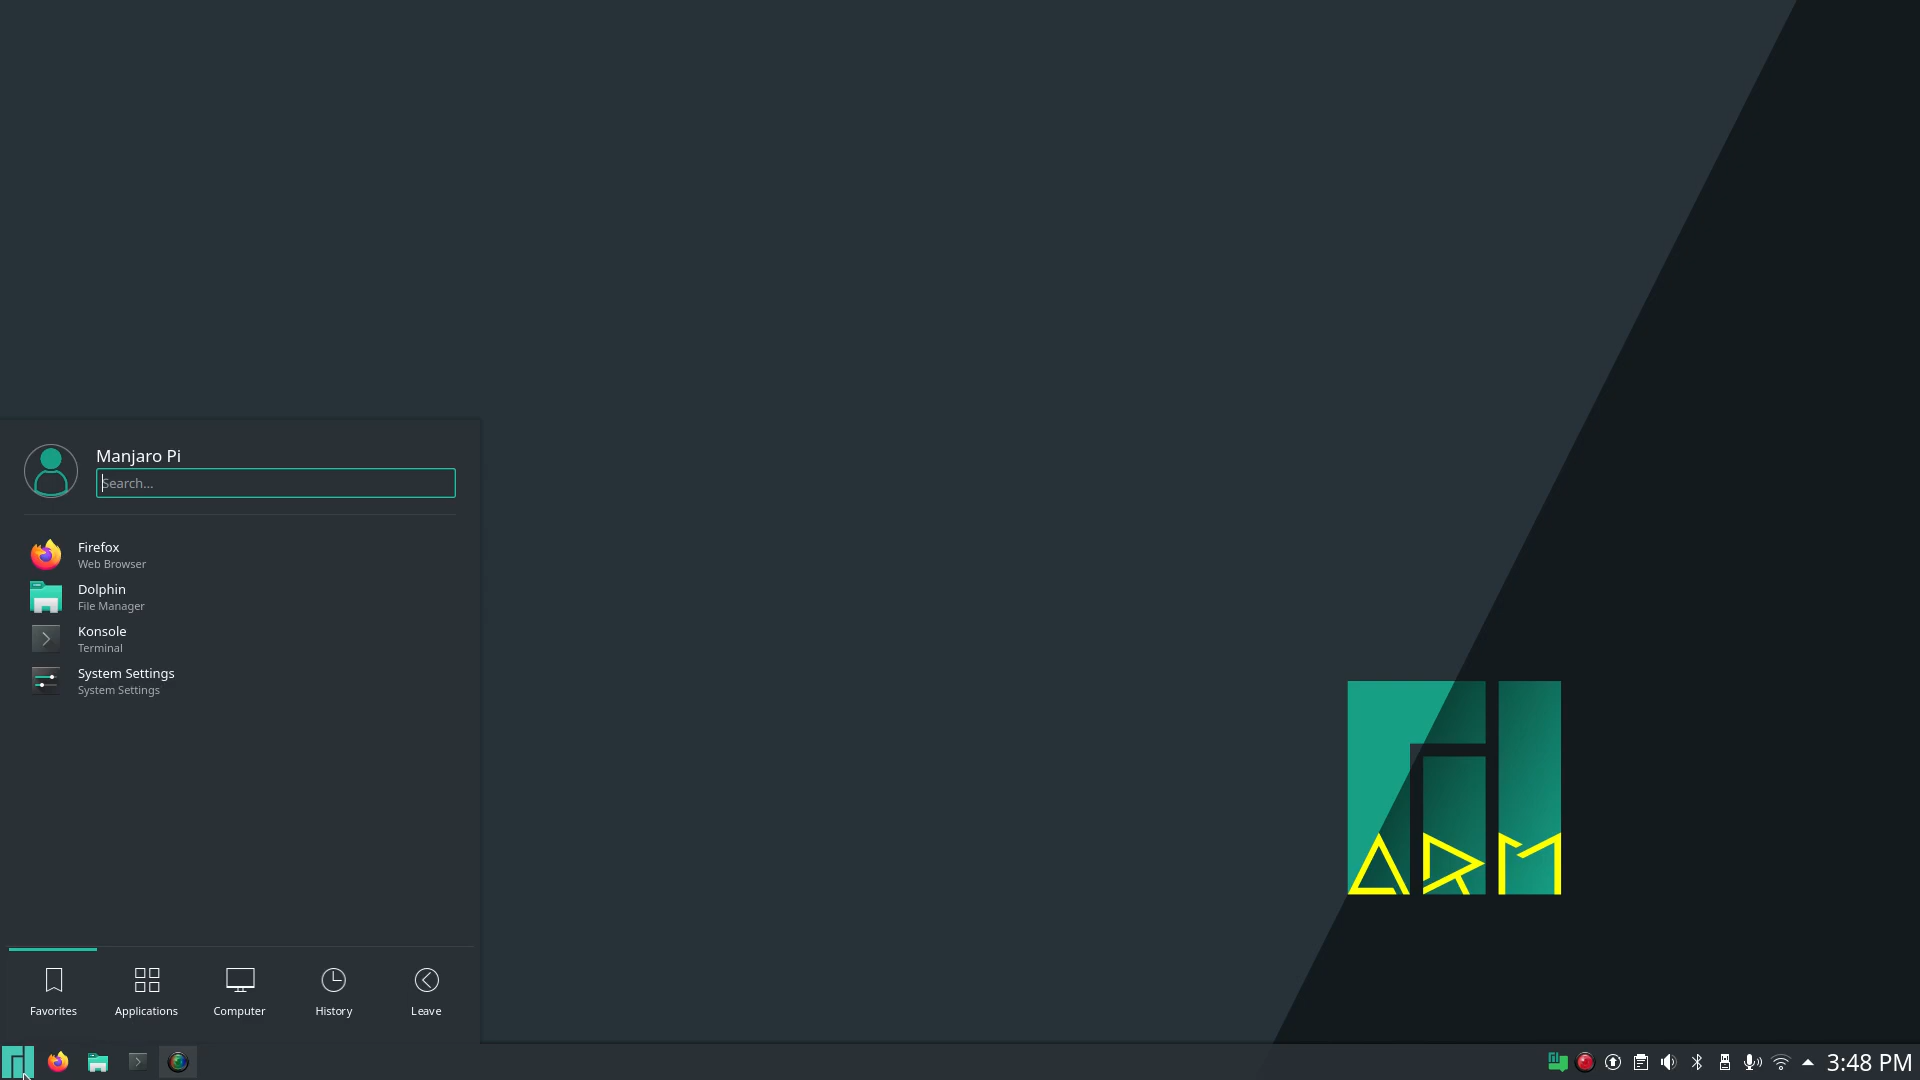 Manjaro Pi
Search...
Firefox
Web Browser
Dolphin
File Manager
Konsole
Terminal
System Settings
System Settings
ARM
Favorites
Applications
Computer
History
Leave
3:48 PM